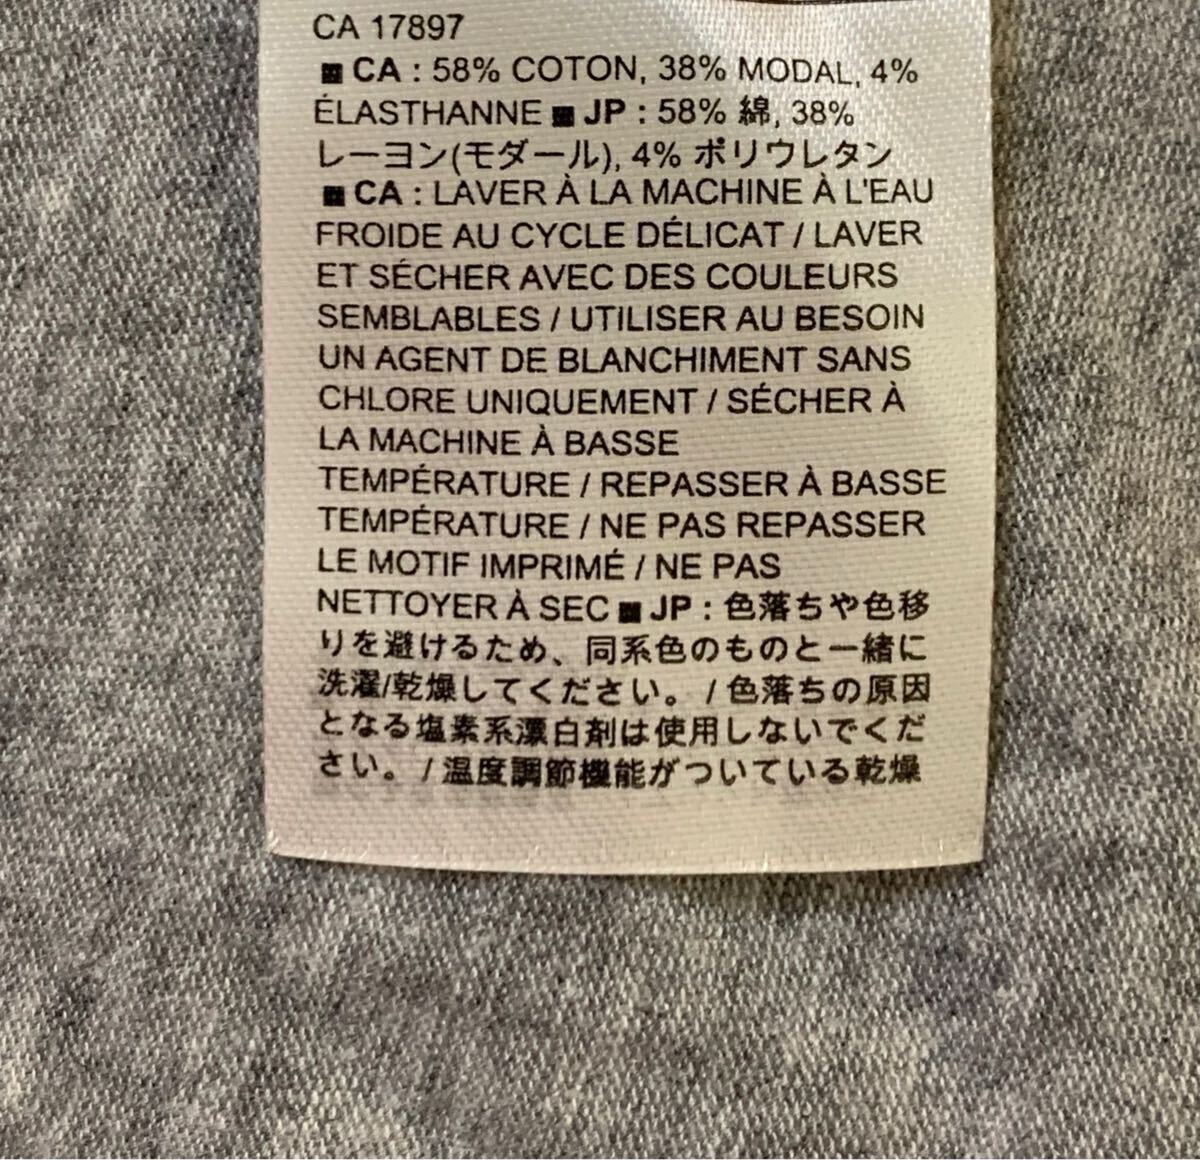 CA 17897
■ CA : 58% COTON, 38% MODAL, 4%
ÉLASTHANNE ■ JP : 58% 綿, 38%
レーヨン(モダール), 4% ポリウレタン
■ CA : LAVER À LA MACHINE À L'EAU
FROIDE AU CYCLE DÉLICAT / LAVER
ET SÉCHER AVEC DES COULEURS
SEMBLABLES / UTILISER AU BESOIN
UN AGENT DE BLANCHIMENT SANS
CHLORE UNIQUEMENT / SÉCHER À
LA MACHINE À BASSE
TEMPÉRATURE / REPASSER À BASSE
TEMPÉRATURE / NE PAS REPASSER
LE MOTIF IMPRIMÉ / NE PAS
NETTOYER À SEC ■ JP : 色落ちや色移
りを避けるため、同系色のものと一緒に
洗濯/乾燥してください。 / 色落ちの原因
となる塩素系漂白剤は使用しないでくだ
さい。 / 温度調節機能がついている乾燥